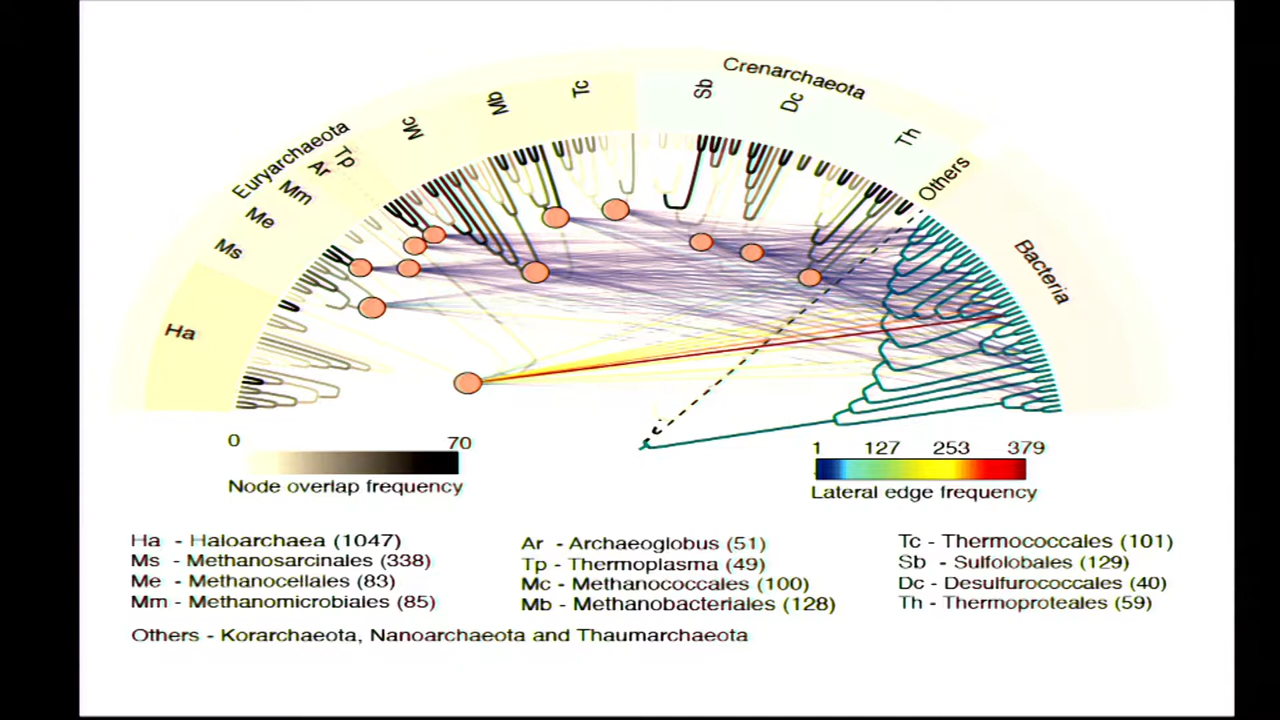 Crenarchaeota
Euryarchaeota
Ha
Ms
Me
Mm
Ar
Tp
Mc
Mb
Tc
Sb
Dc
Th
Others
Bacteria
0 70
Node overlap frequency
1 127 253 379
Lateral edge frequency
Ha - Haloarchaea (1047)
Ms - Methanosarcinales (338)
Me - Methanocellales (83)
Mm - Methanomicrobiales (85)
Ar - Archaeoglobus (51)
Tp - Thermoplasma (49)
Mc - Methanococcales (100)
Mb - Methanobacteriales (128)
Tc - Thermococcales (101)
Sb - Sulfolobales (129)
Dc - Desulfurococcales (40)
Th - Thermoproteales (59)
Others - Korarchaeota, Nanoarchaeota and Thaumarchaeota